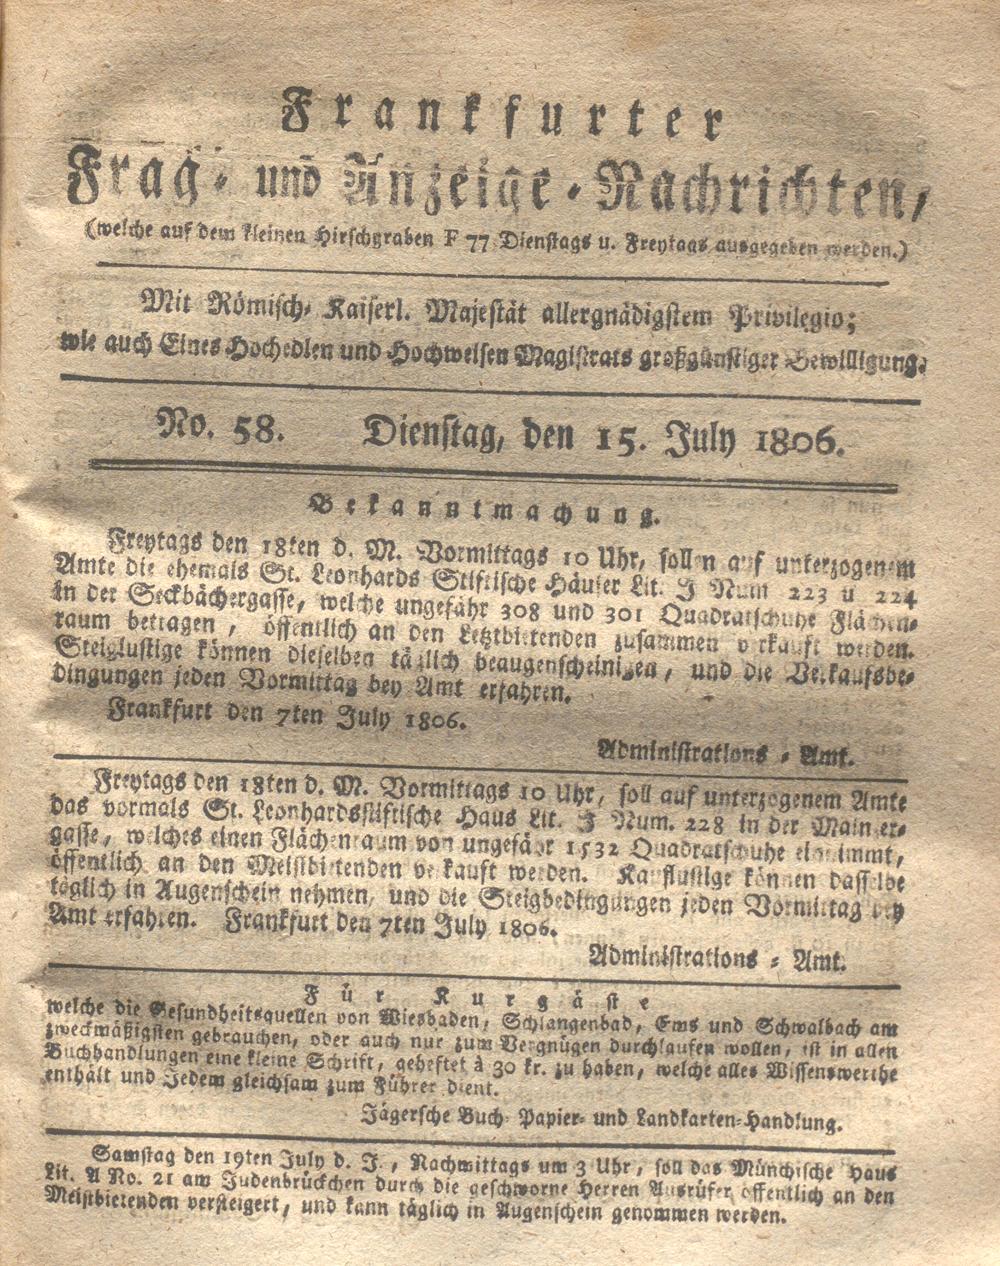 Frankfurter
Frag- und Anzeige-Nachrichten,
(welche auf dem kleinen Hirschgraben F 77 Dienstags u. Freytags ausgegeben werden.)
Mit Römisch-Kaiserl. Majestät allergnädigstem Privilegio;
wie auch Eines Hochedlen und Hochweisen Magistrats großgünstiger Bewilligung.
No. 58. Dienstag, den 15. July 1806.
Bekanntmachung.
Freytags den 18ten d. M. Vormittags 10 Uhr, sollen auf unterzogenem
Amte die ehemals St. Leonhards Stiftische Häuser Lit. J Num 223 u 224
in der Seckbächergasse, welche ungefähr 308 und 301 Quadratschuhe Flächen-
raum betragen, öffentlich an den Letztbietenden zusammen verkauft werden.
Steiglustige können dieselben täglich beaugenscheinigen, und die Verkaufsbe-
dingungen jeden Vormittag bey Amt erfahren.
Frankfurt den 7ten July 1806.
Administrations-Amt.
Freytags den 18ten d. M. Vormittags 10 Uhr, soll auf unterzogenem Amte
das vormals St. Leonhardsstiftische Haus Lit. J Num. 228 in der Mainzer-
gasse, welches einen Flächenraum von ungefähr 1532 Quadratschuhe einnimmt,
öffentlich an den Meistbietenden verkauft werden. Kauflustige können dasselbe
täglich in Augenschein nehmen, und die Steigbedingungen jeden Vormittag bey
Amt erfahren. Frankfurt den 7ten July 1806.
Administrations-Amt.
Für Kurgäste
welche die Gesundheitsquellen von Wiesbaden, Schlangenbad, Ems und Schwalbach am
zweckmäßigsten gebrauchen, oder auch nur zum Vergnügen durchlaufen wollen, ist in allen
Buchhandlungen eine kleine Schrift, geheftet à 30 kr. zu haben, welche alles Wissenswerthe
enthält und Jedem gleichsam zum Führer dient.
Jägersche Buch- Papier- und Landkarten-Handlung.
Samstag den 19ten July d. J., Nachmittags um 3 Uhr, soll das Münchische Haus
Lit. A No. 21 am Judenbrückchen durch die geschworne Herren Ausrüfer öffentlich an den
Meistbietenden versteigert, und kann täglich in Augenschein genommen werden.